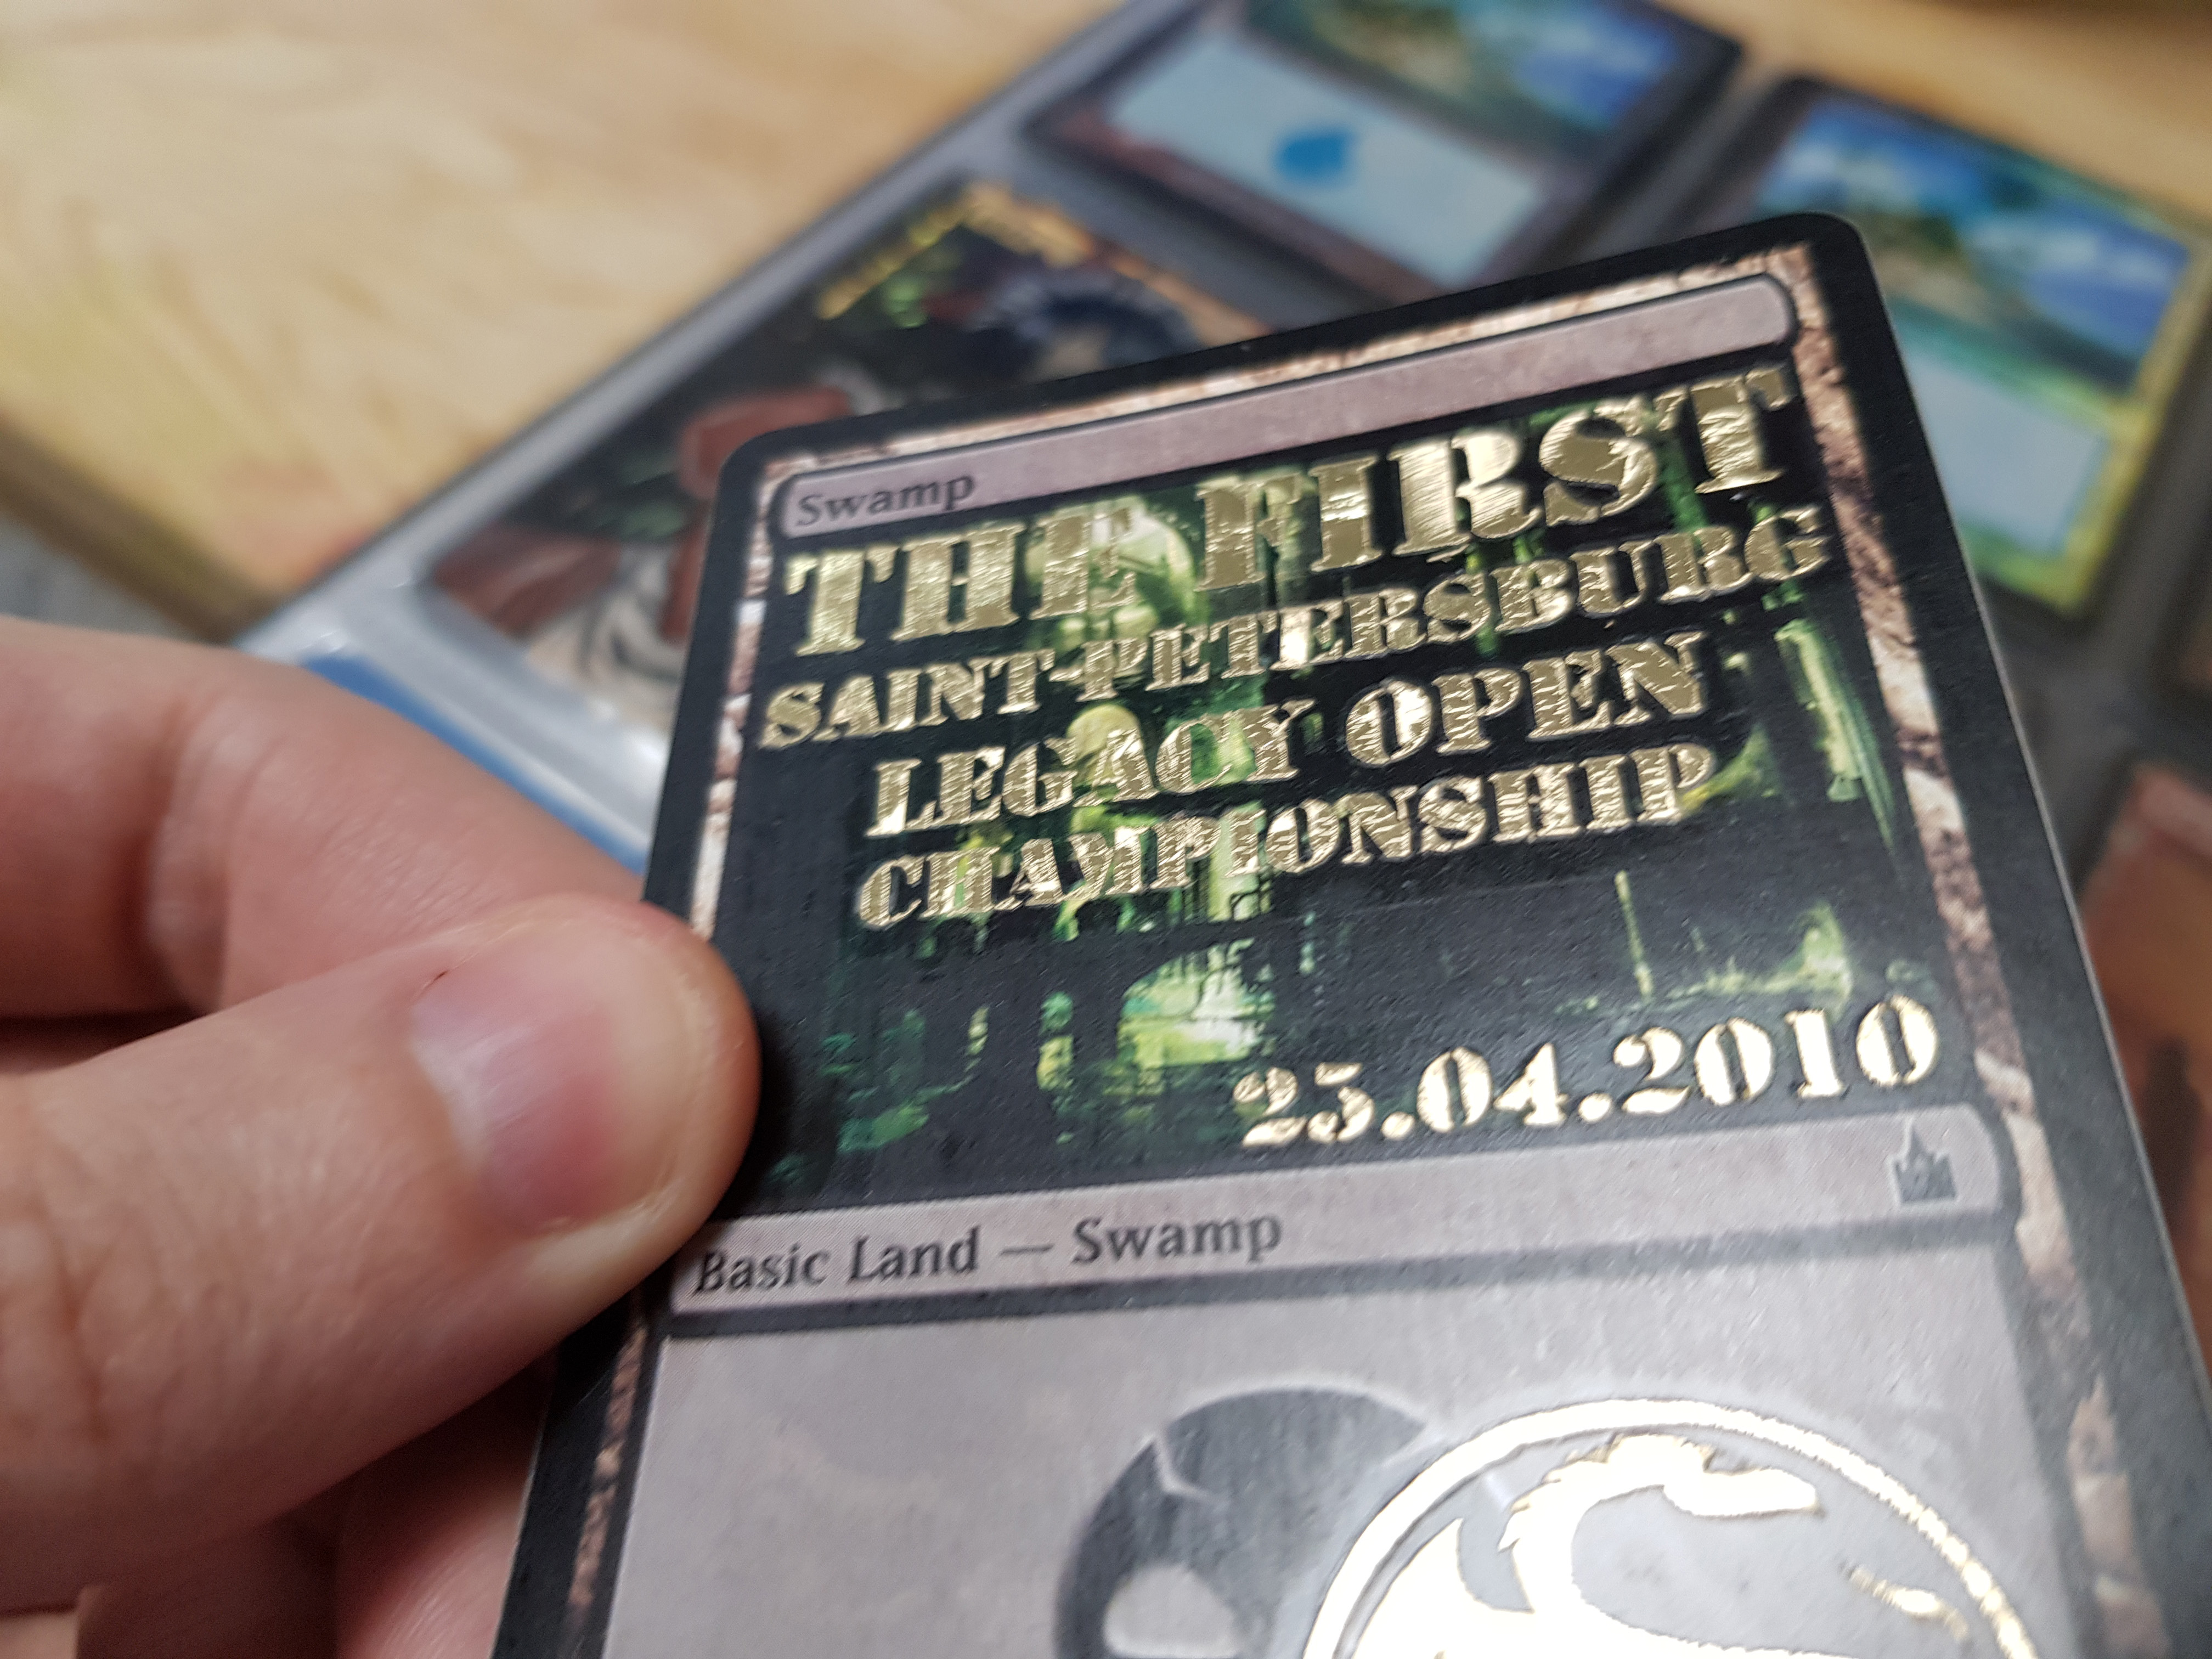 Swamp
THE FIRST
SAINT-PETERSBURG
LEGACY OPEN
CHAMPIONSHIP
25.04.2010
Basic Land — Swamp